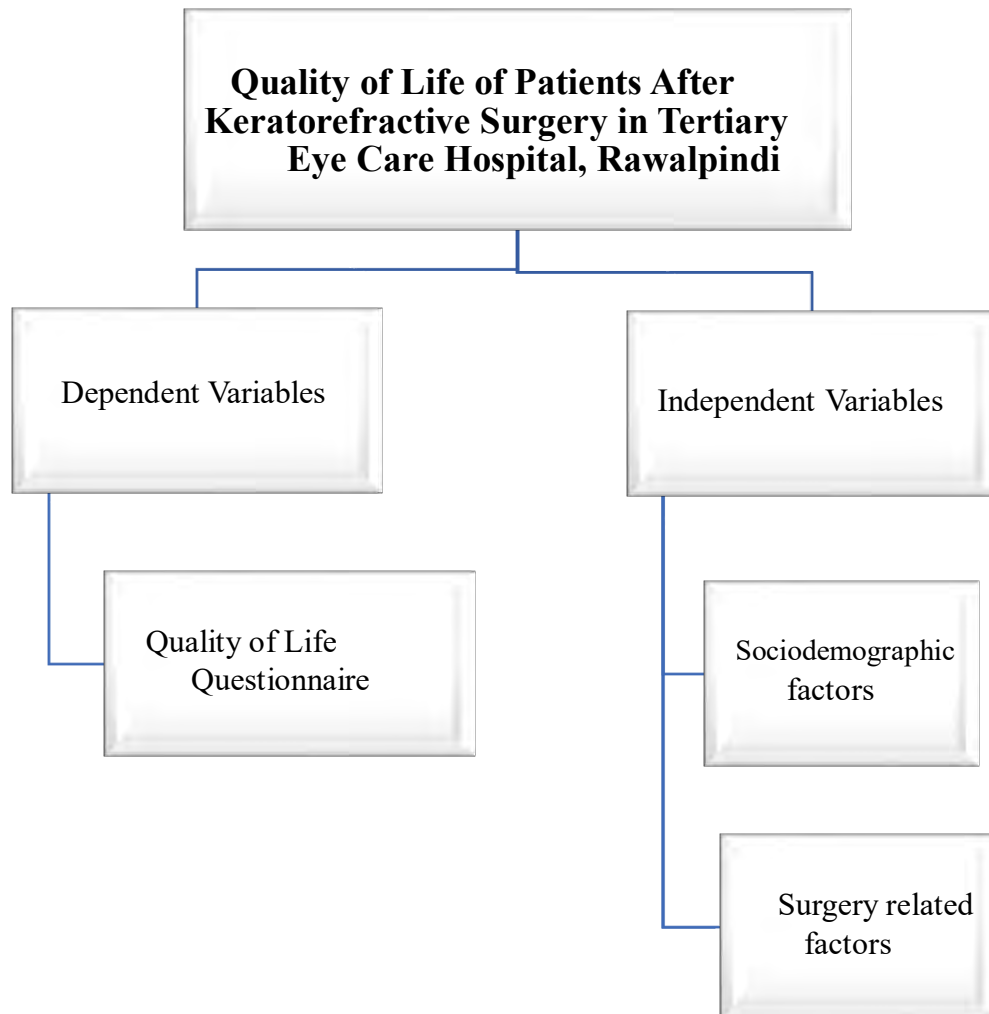 Quality of Life of Patients After
Keratorefractive Surgery in Tertiary
Eye Care Hospital, Rawalpindi
Dependent Variables
Independent Variables
Quality of Life
Questionnaire
Sociodemographic
factors
Surgery related
factors